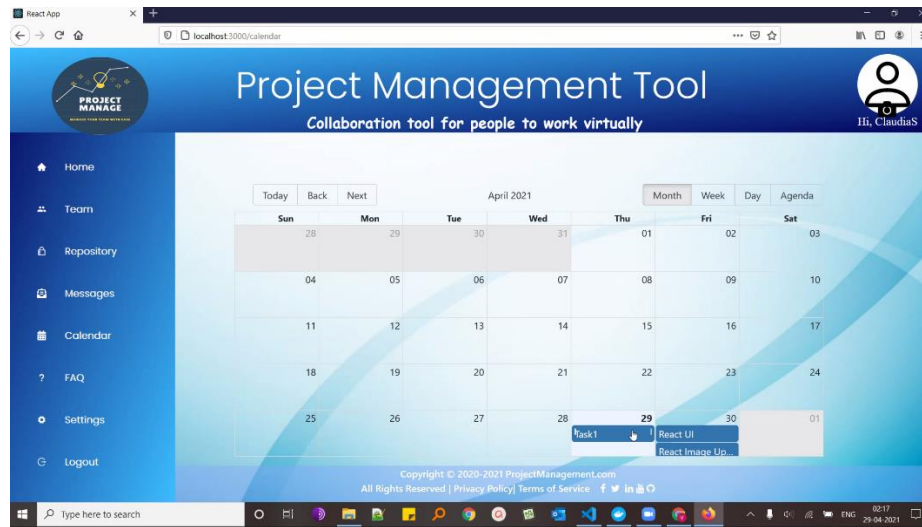 React App
localhost:3000/calendar
Project Management Tool
Collaboration tool for people to work virtually
PROJECT
MANAGE
Hi, ClaudiaS
Home
Team
Repository
Messages
Calendar
FAQ
Settings
Logout
Today Back Next April 2021 Month Week Day Agenda
Sun Mon Tue Wed Thu Fri Sat
28 29 30 31 01 02 03
04 05 06 07 08 09 10
11 12 13 14 15 16 17
18 19 20 21 22 23 24
25 26 27 28 29 30 01
Task1 React UI
React Image Up...
Copyright © 2020-2021 ProjectManagement.com
All Rights Reserved | Privacy Policy| Terms of Service
Type here to search
ENG
02:17
29-04-2021